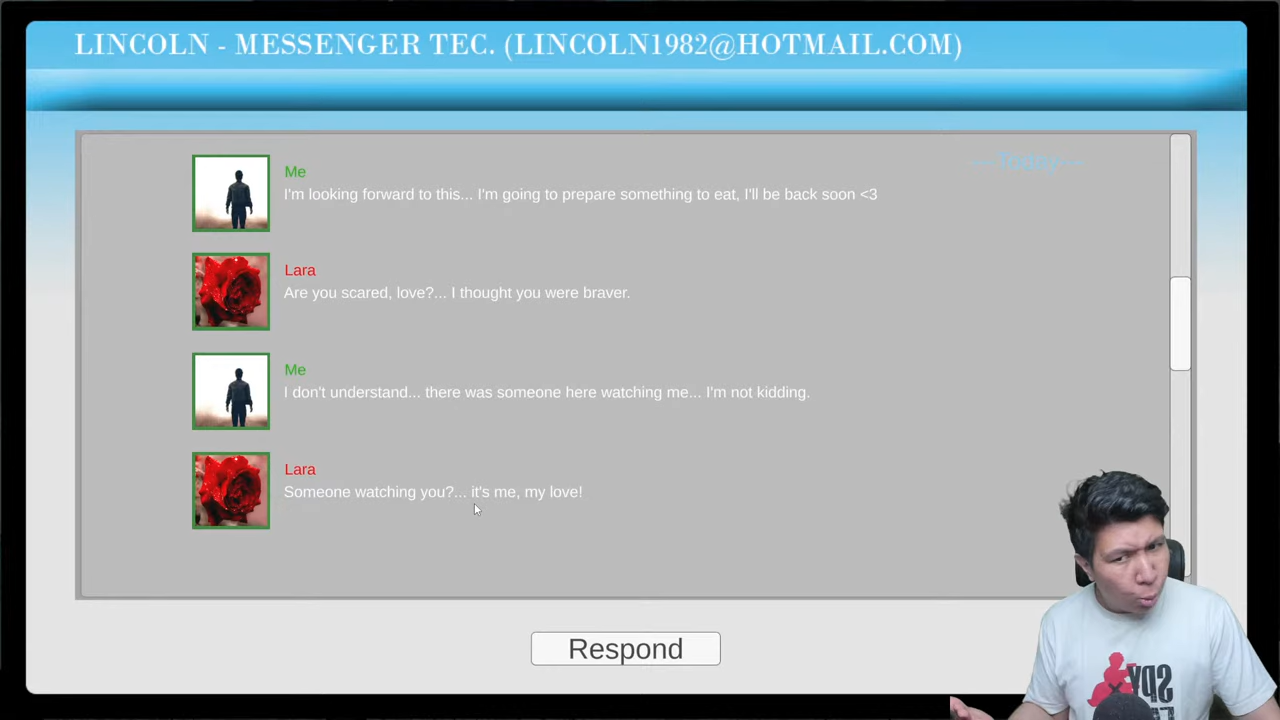 LINCOLN - MESSENGER TEC. (LINCOLN1982@HOTMAIL.COM)
---Today---
Me
I'm looking forward to this... I'm going to prepare something to eat, I'll be back soon <3
Lara
Are you scared, love?... I thought you were braver.
Me
I don't understand... there was someone here watching me... I'm not kidding.
Lara
Someone watching you?... it's me, my love!
Respond
SPY